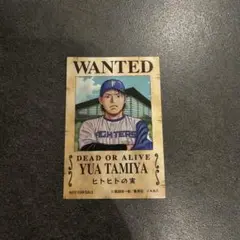 WANTED
FIGHTERS
DEAD OR ALIVE
YUA TAMIYA
ヒトヒトの実